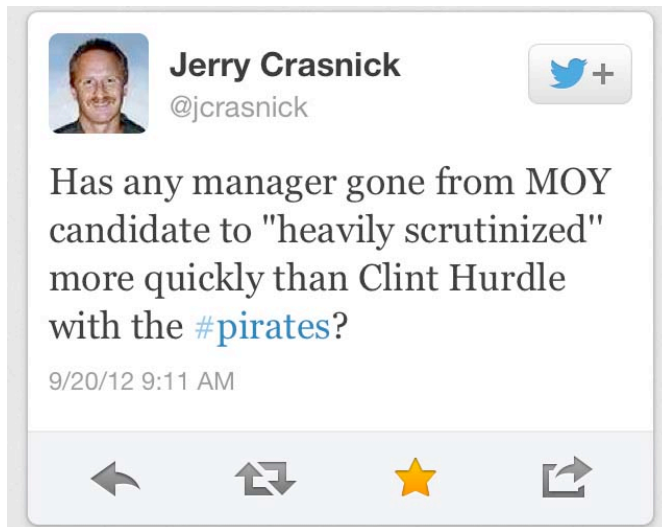 Jerry Crasnick
@jcrasnick
Has any manager gone from MOY
candidate to "heavily scrutinized''
more quickly than Clint Hurdle
with the #pirates?
9/20/12 9:11 AM